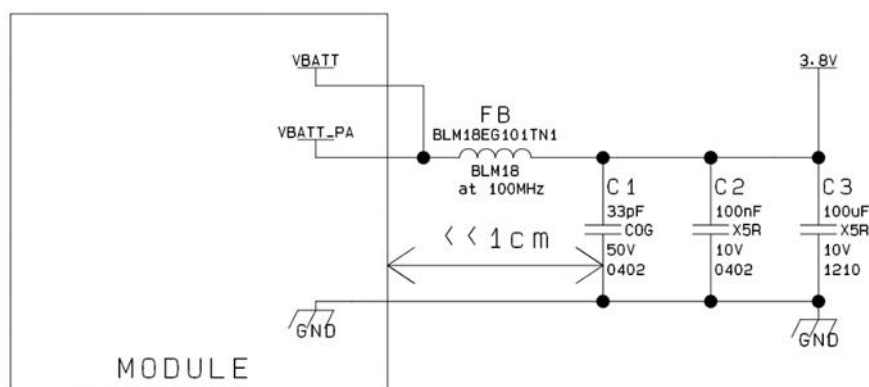 VBATT
3.8V
FB
BLM18EG101TN1
VBATT_PA
BLM18
at 100MHz
C1
33pF
COG
50V
0402
C2
100nF
X5R
10V
0402
C3
100uF
X5R
10V
1210
<<1cm
GND
GND
MODULE